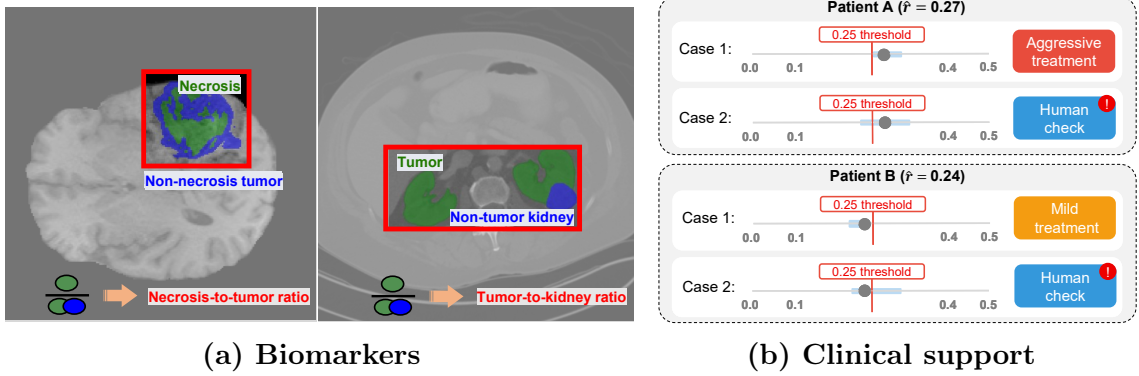 Necrosis
Non-necrosis tumor
Necrosis-to-tumor ratio
Tumor
Non-tumor kidney
Tumor-to-kidney ratio
(a) Biomarkers
Patient A (r̂ = 0.27)
Case 1:
0.25 threshold
0.0 0.1 0.4 0.5
Aggressive
treatment
Case 2:
0.25 threshold
0.0 0.1 0.4 0.5
Human
check
!
Patient B (r̂ = 0.24)
Case 1:
0.25 threshold
0.0 0.1 0.4 0.5
Mild
treatment
Case 2:
0.25 threshold
0.0 0.1 0.4 0.5
Human
check
!
(b) Clinical support